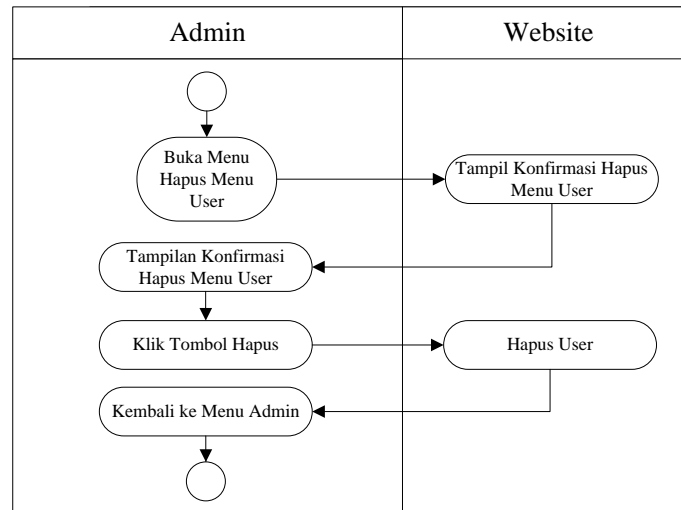 Admin
Website
Buka Menu
Hapus Menu
User
Tampil Konfirmasi Hapus
Menu User
Tampilan Konfirmasi
Hapus Menu User
Klik Tombol Hapus
Hapus User
Kembali ke Menu Admin